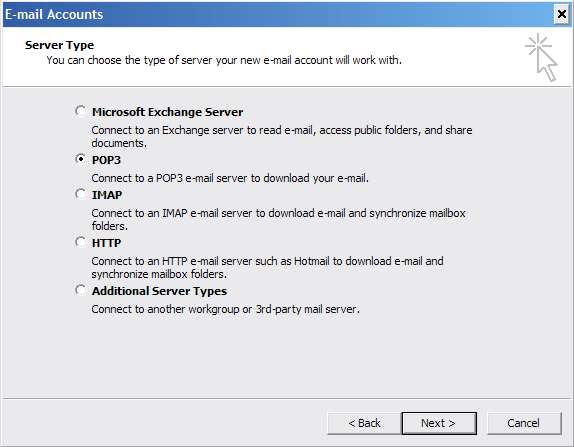 E-mail Accounts
Server Type
You can choose the type of server your new e-mail account will work with.
Microsoft Exchange Server
Connect to an Exchange server to read e-mail, access public folders, and share
documents.
POP3
Connect to a POP3 e-mail server to download your e-mail.
IMAP
Connect to an IMAP e-mail server to download e-mail and synchronize mailbox
folders.
HTTP
Connect to an HTTP e-mail server such as Hotmail to download e-mail and
synchronize mailbox folders.
Additional Server Types
Connect to another workgroup or 3rd-party mail server.
< Back Next > Cancel